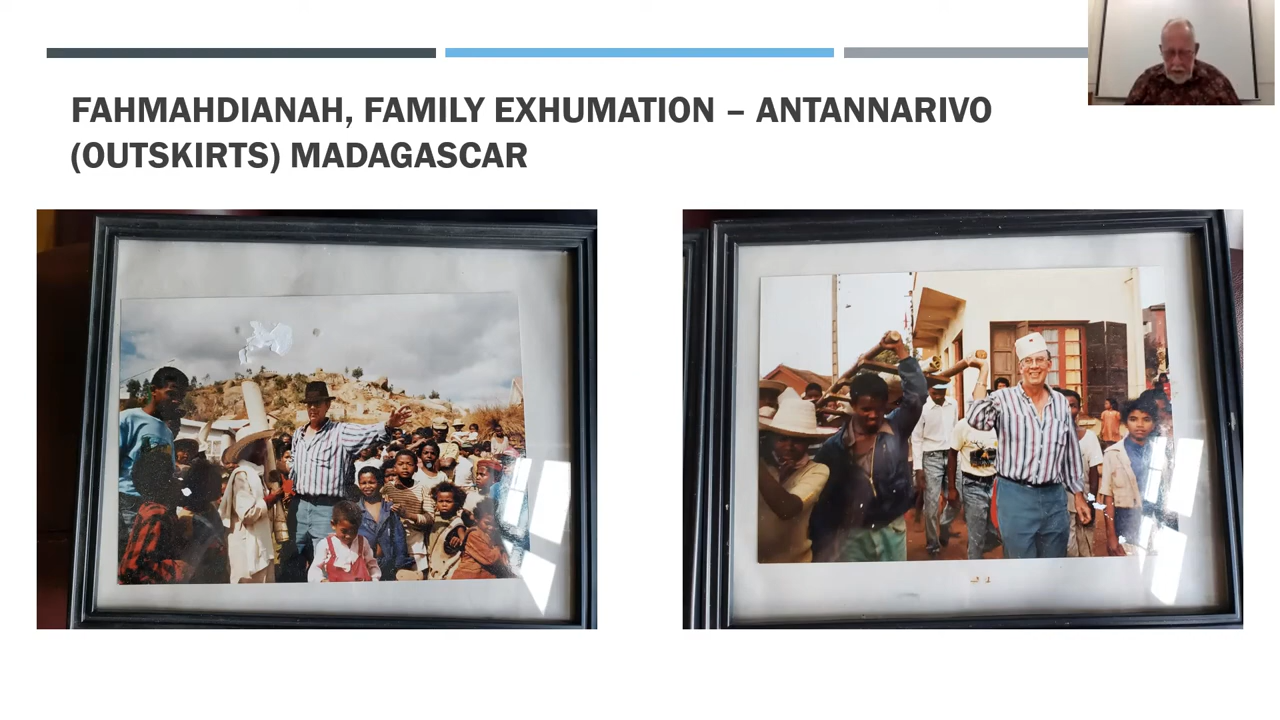 FAHMAHDIANAH, FAMILY EXHUMATION – ANTANNARIVO
(OUTSKIRTS) MADAGASCAR